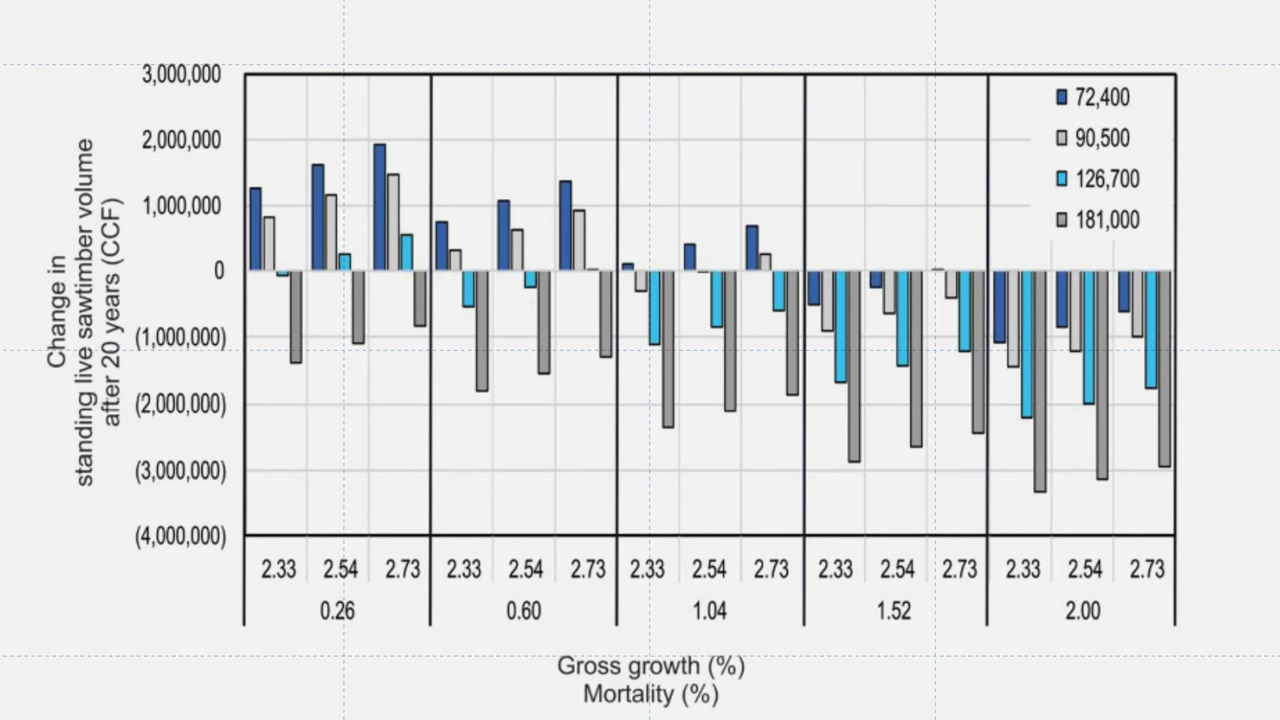 3,000,000
2,000,000
1,000,000
0
(1,000,000)
(2,000,000)
(3,000,000)
(4,000,000)
Change in
standing live sawtimber volume
after 20 years (CCF)
72,400
90,500
126,700
181,000
2.33 2.54 2.73 2.33 2.54 2.73 2.33 2.54 2.73 2.33 2.54 2.73 2.33 2.54 2.73
0.26 0.60 1.04 1.52 2.00
Gross growth (%)
Mortality (%)